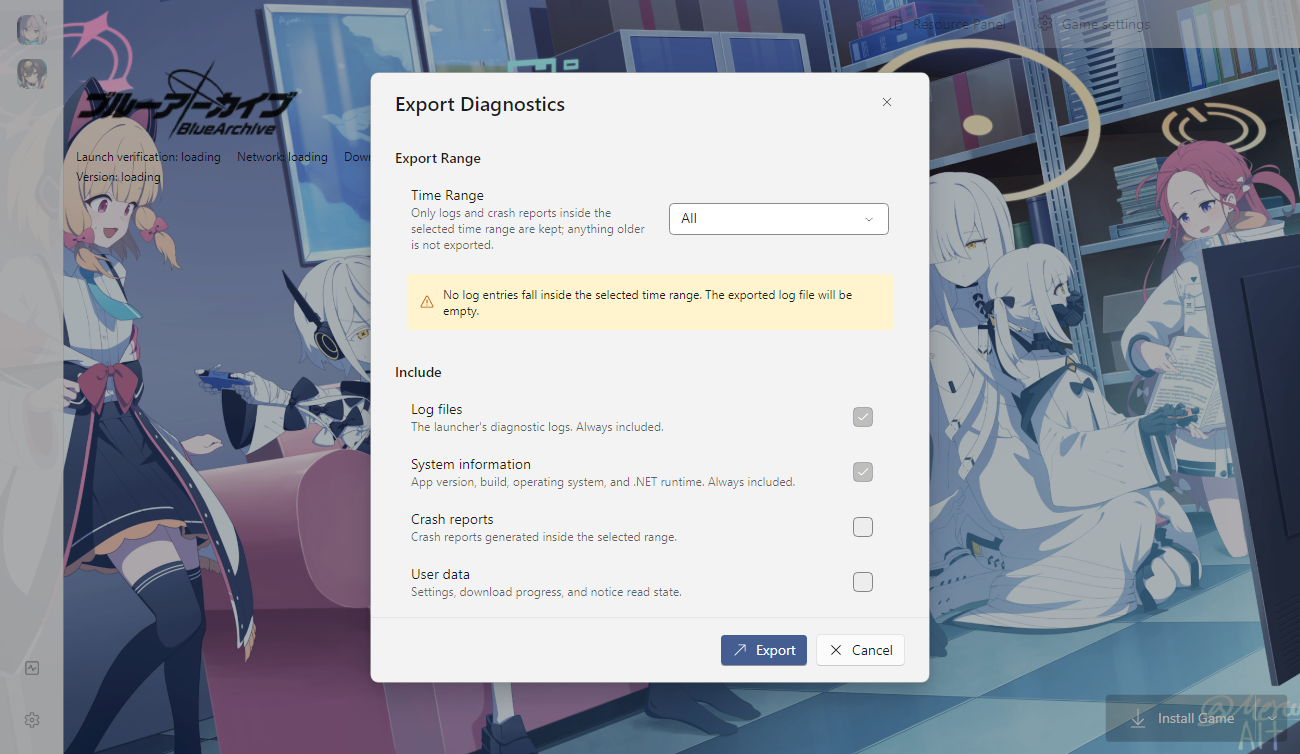 Resource Panel
Game settings
ブルーアーカイブ
BlueArchive
Launch verification: loading
Network: loading
Dow
Version: loading
Export Diagnostics
Export Range
Time Range
Only logs and crash reports inside the
selected time range are kept; anything older
is not exported.
All
No log entries fall inside the selected time range. The exported log file will be
empty.
Include
Log files
The launcher's diagnostic logs. Always included.
System information
App version, build, operating system, and .NET runtime. Always included.
Crash reports
Crash reports generated inside the selected range.
User data
Settings, download progress, and notice read state.
Export
Cancel
Install Game